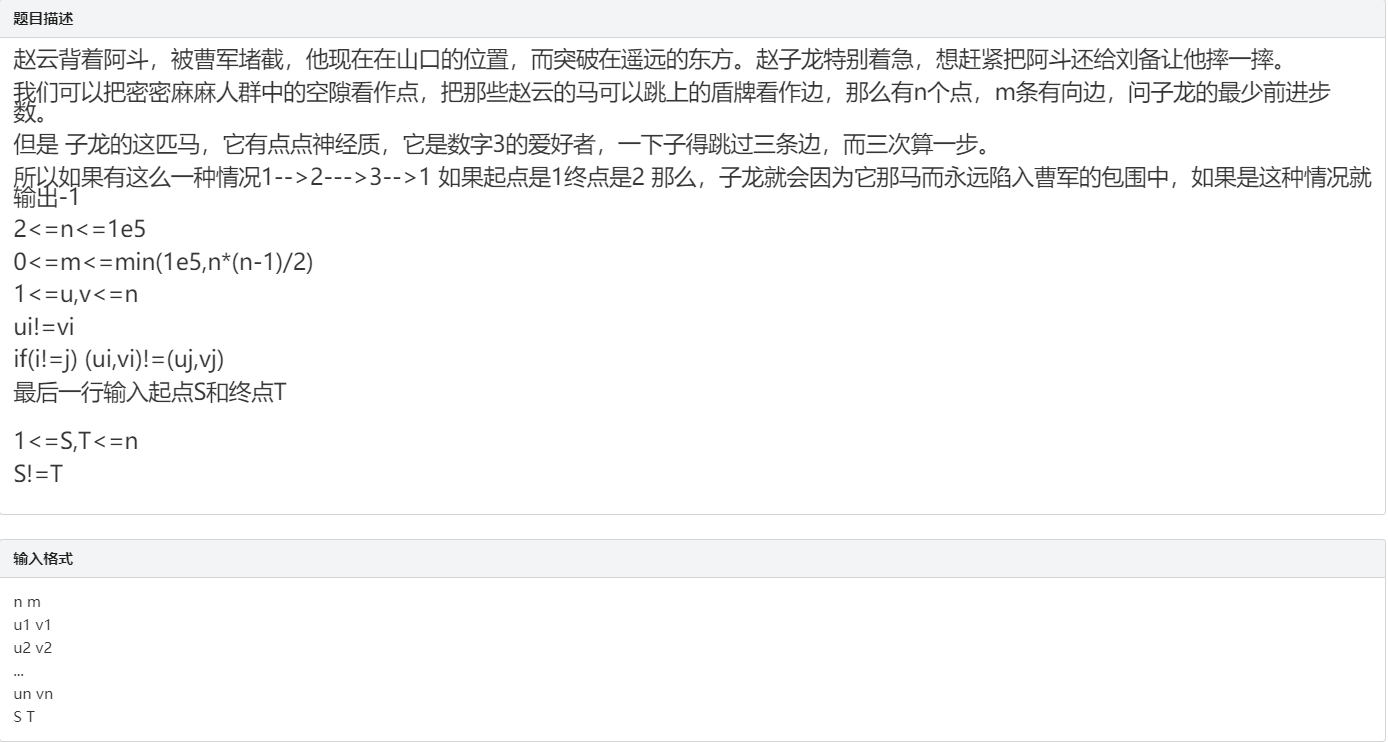 题目描述
赵云背着阿斗，被曹军堵截，他现在在山口的位置，而突破在遥远的东方。赵子龙特别着急，想赶紧把阿斗还给刘备让他摔一摔。
我们可以把密密麻麻人群中的空隙看作点，把那些赵云的马可以跳上的盾牌看作边，那么有n个点，m条有向边，问子龙的最少前进步
数。
但是 子龙的这匹马，它有点点神经质，它是数字3的爱好者，一下子得跳过三条边，而三次算一步。
所以如果有这么一种情况1-->2--->3-->1 如果起点是1终点是2 那么，子龙就会因为它那马而永远陷入曹军的包围中，如果是这种情况就
输出-1
2<=n<=1e5
0<=m<=min(1e5,n*(n-1)/2)
1<=u,v<=n
ui!=vi
if(i!=j) (ui,vi)!=(uj,vj)
最后一行输入起点S和终点T
1<=S,T<=n
S!=T
输入格式
n m
u1 v1
u2 v2
...
un vn
S T